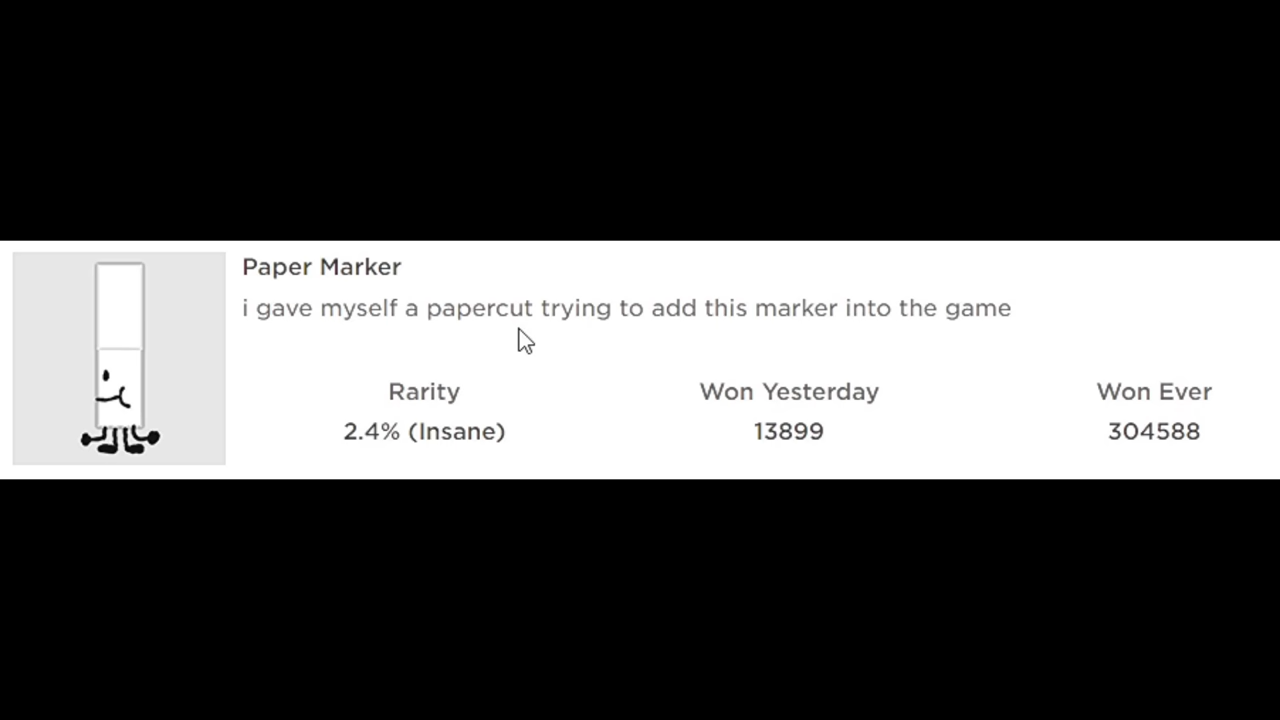 Paper Marker
i gave myself a papercut trying to add this marker into the game
Rarity Won Yesterday Won Ever
2.4% (Insane) 13899 304588